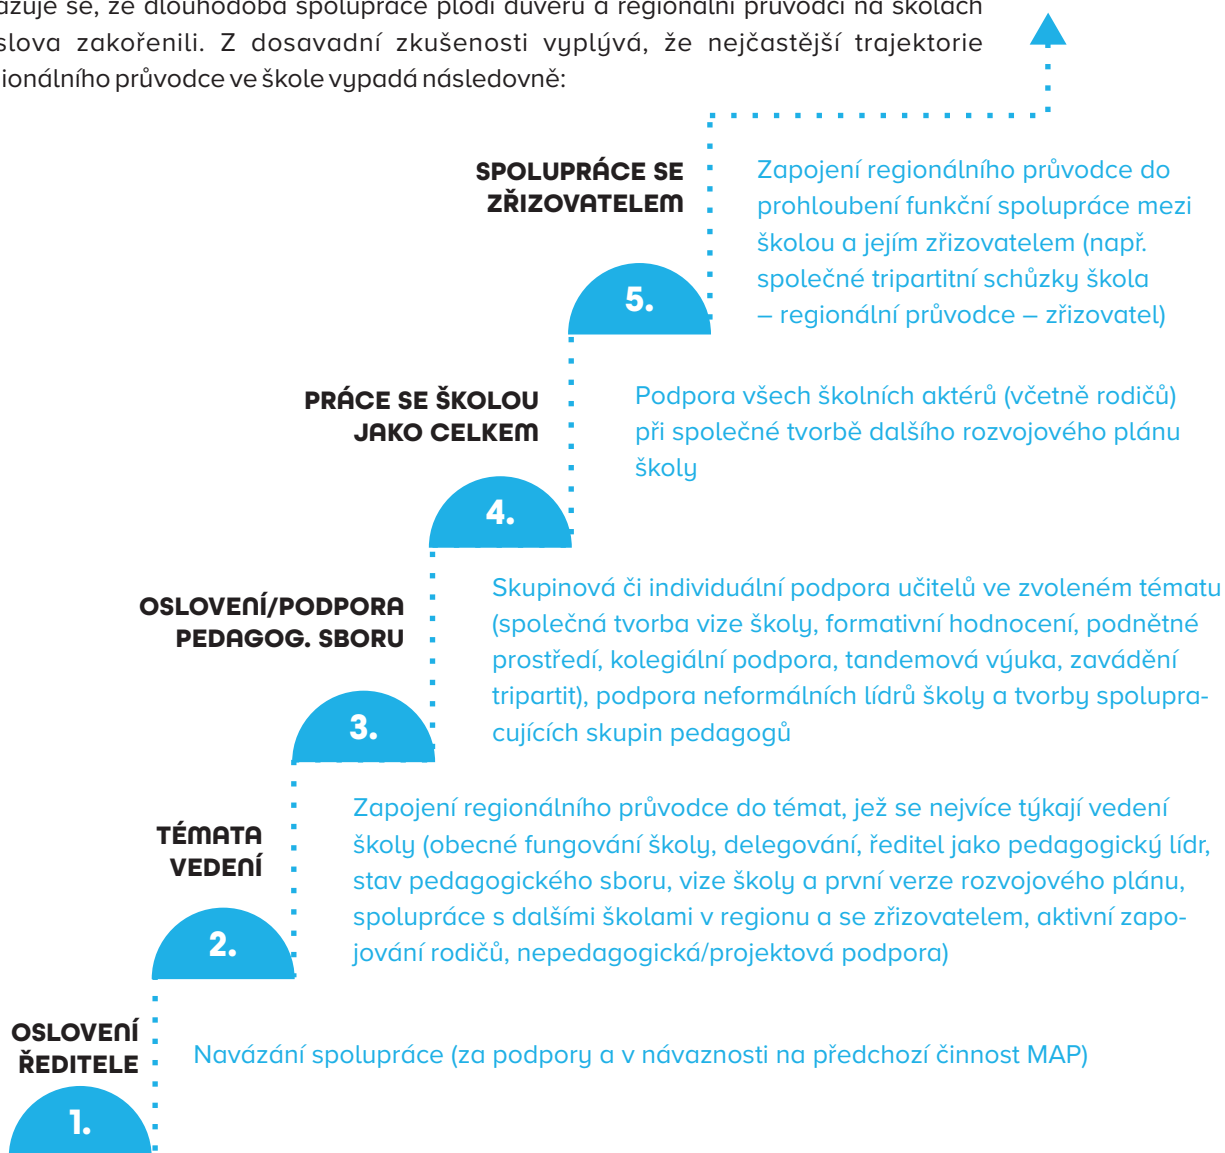 se, že dlouhodobá spolupráce plodí důvěru a regionální průvodci na školách
zakořenili. Z dosavadní zkušenosti vyplývá, že nejčastější trajektorie
průvodce ve škole vypadá následovně:
SPOLUPRÁCE SE
ZŘIZOVATELEM
Zapojení regionálního průvodce do
prohloubení funkční spolupráce mezi
školou a jejím zřizovatelem (např.
společné tripartitní schůzky škola
– regionální průvodce – zřizovatel)
5.
PRÁCE SE ŠKOLOU
JAKO CELKEM
Podpora všech školních aktérů (včetně rodičů)
při společné tvorbě dalšího rozvojového plánu
školy
4.
OSLOVENÍ/PODPORA
PEDAGOG. SBORU
Skupinová či individuální podpora učitelů ve zvoleném tématu
(společná tvorba vize školy, formativní hodnocení, podnětné
prostředí, kolegiální podpora, tandemová výuka, zavádění
tripartit), podpora neformálních lídrů školy a tvorby spolupra-
cujících skupin pedagogů
3.
TÉMATA
VEDENÍ
Zapojení regionálního průvodce do témat, jež se nejvíce týkají vedení
školy (obecné fungování školy, delegování, ředitel jako pedagogický lídr,
stav pedagogického sboru, vize školy a první verze rozvojového plánu,
spolupráce s dalšími školami v regionu a se zřizovatelem, aktivní zapo-
jování rodičů, nepedagogická/projektová podpora)
2.
OSLOVENÍ
ŘEDITELE
Navázání spolupráce (za podpory a v návaznosti na předchozí činnost MAP)
1.